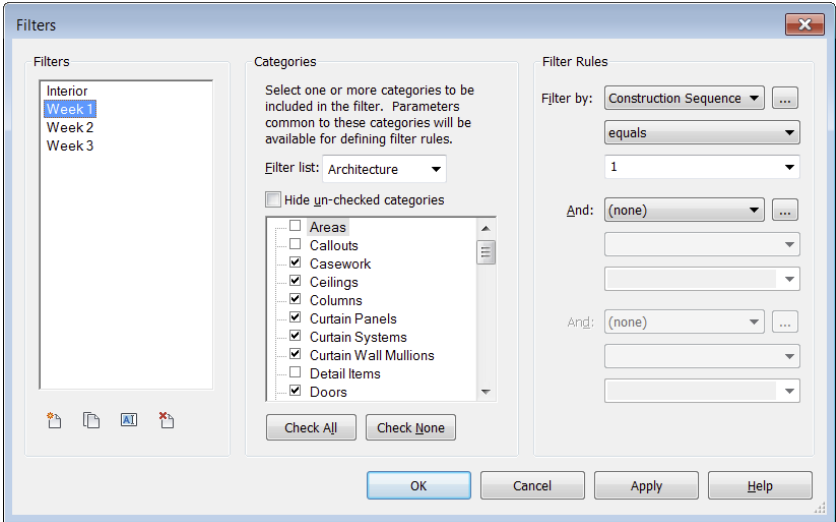 Filters
Filters
Interior
Week 1
Week 2
Week 3
Categories
Select one or more categories to be
included in the filter. Parameters
common to these categories will be
available for defining filter rules.
Filter list: Architecture
Hide un-checked categories
Areas
Callouts
Casework
Ceilings
Columns
Curtain Panels
Curtain Systems
Curtain Wall Mullions
Detail Items
Doors
Check All Check None
Filter Rules
Filter by: Construction Sequence ...
equals
1
And: (none) ...
And: (none) ...
OK Cancel Apply Help